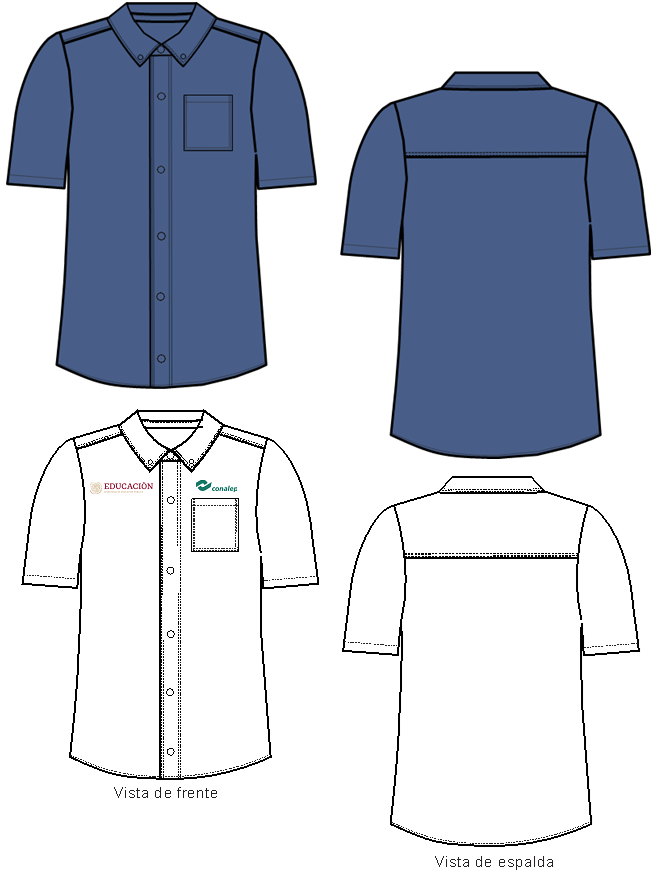 EDUCACIÓN
conalep
Vista de frente
Vista de espalda